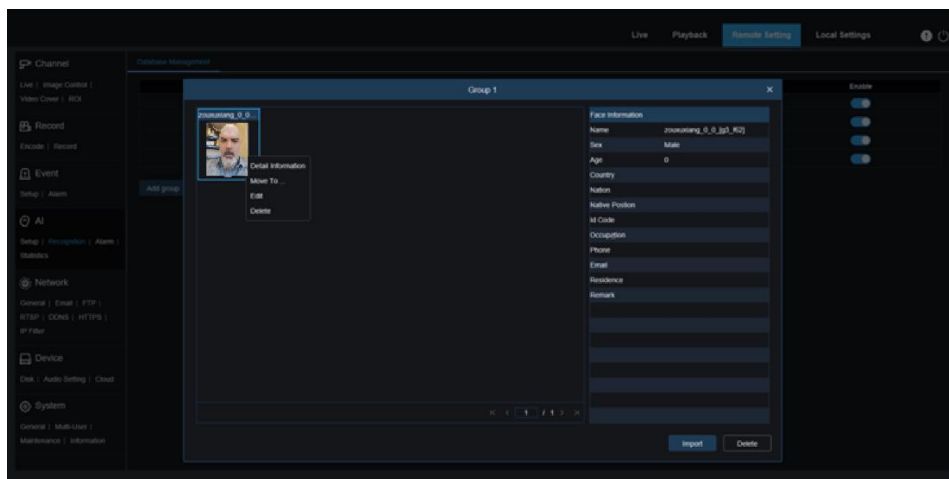 Live Playback Remote Setting Local Settings
Channel
Live | Image Control |
Video Cover | ROI
Record
Encode | Record
Event
Setup | Alarm
AI
Setup | Recognition | Alarm |
Statistics
Network
General | Email | FTP |
RTSP | DDNS | HTTPS |
IP Filter
Device
Disk | Audio Setting | Cloud
System
General | Multi-User |
Maintenance | Information
Database Management
Enable
Add group
Group 1
Detail Information
Move To ...
Edit
Delete
1 / 1
Face Information
Name
Sex Male
Age 0
Country
Nation
Native Postion
Id Code
Occupation
Phone
Email
Residence
Remark
Import Delete